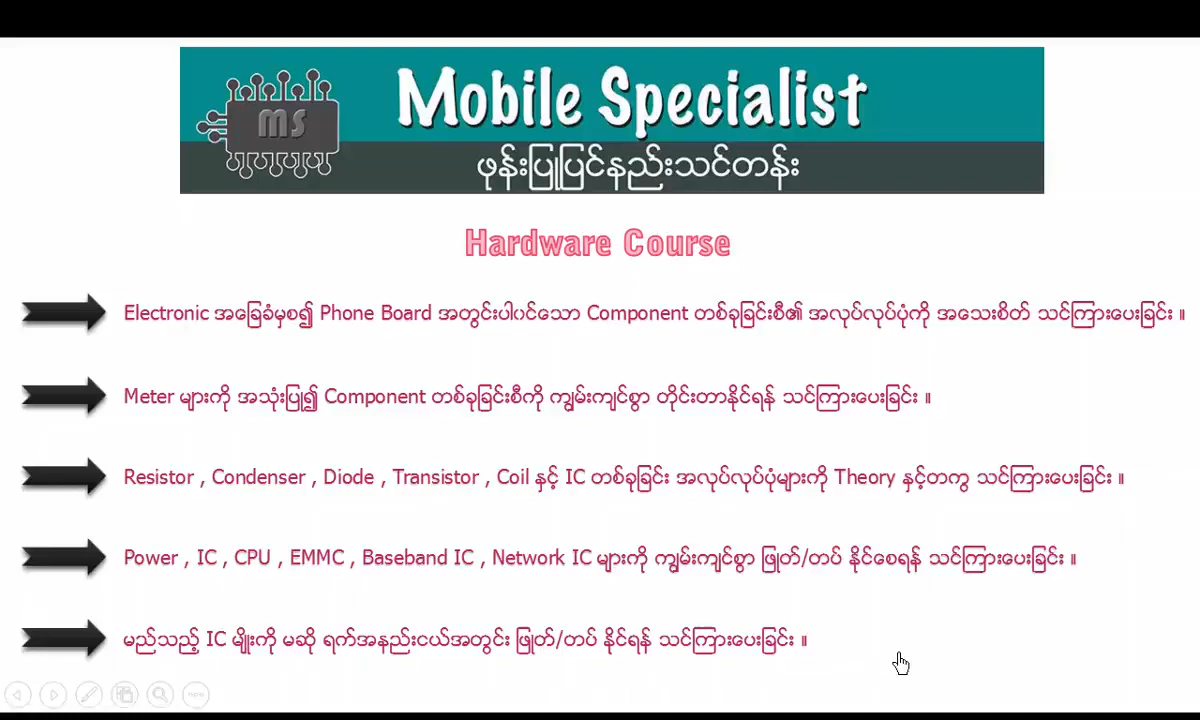 MS
Mobile Specialist
ဖုန်းပြုပြင်နည်းသင်တန်း
Hardware Course
Electronic အခြေခံမှစ၍ Phone Board အတွင်းပါဝင်သော Component တစ်ခုခြင်းစီ၏ အလုပ်လုပ်ပုံကို အသေးစိတ် သင်ကြားပေးခြင်း ။
Meter များကို အသုံးပြု၍ Component တစ်ခုခြင်းစီကို ကျွမ်းကျင်စွာ တိုင်းတာနိုင်ရန် သင်ကြားပေးခြင်း ။
Resistor , Condenser , Diode , Transistor , Coil နှင့် IC တစ်ခုခြင်း အလုပ်လုပ်ပုံများကို Theory နှင့်တကွ သင်ကြားပေးခြင်း ။
Power , IC , CPU , EMMC , Baseband IC , Network IC များကို ကျွမ်းကျင်စွာ ဖြုတ်/တပ် နိုင်စေရန် သင်ကြားပေးခြင်း ။
မည်သည့် IC မျိုးကို မဆို ရက်အနည်းငယ်အတွင်း ဖြုတ်/တပ် နိုင်ရန် သင်ကြားပေးခြင်း ။